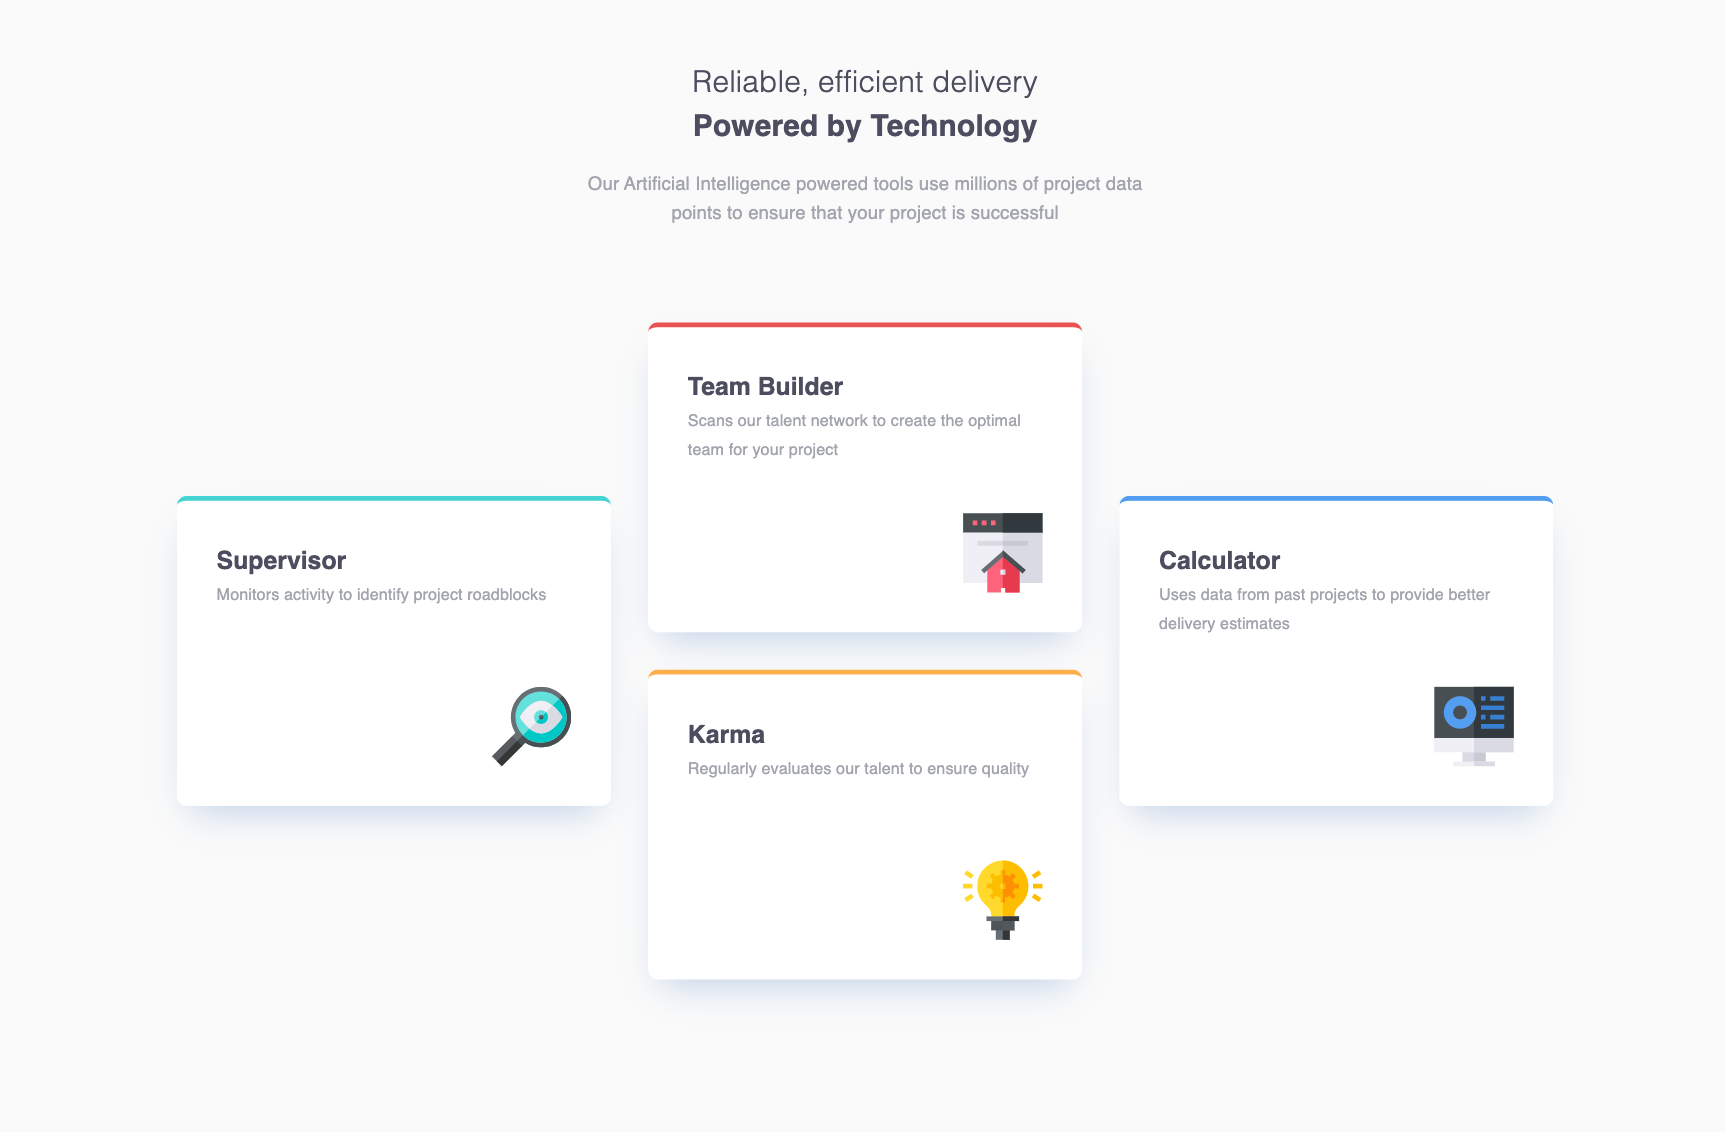 Reliable, efficient delivery
Powered by Technology
Our Artificial Intelligence powered tools use millions of project data
points to ensure that your project is successful
Team Builder
Scans our talent network to create the optimal
team for your project
Supervisor
Monitors activity to identify project roadblocks
Calculator
Uses data from past projects to provide better
delivery estimates
Karma
Regularly evaluates our talent to ensure quality